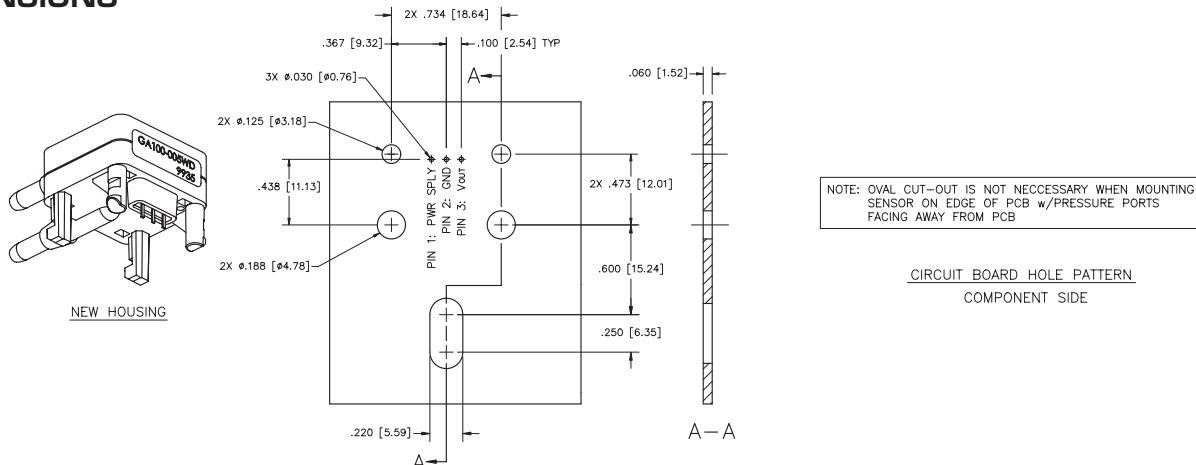 2X .734 [18.64]
.367 [9.32]
.100 [2.54] TYP
A
.060 [1.52]
3X ø.030 [ø0.76]
2X ø.125 [ø3.18]
GA100-005WD
9935
.438 [11.13]
PIN 1: PWR SPLY
PIN 2: GND
PIN 3: VOUT
2X .473 [12.01]
NOTE: OVAL CUT-OUT IS NOT NECCESSARY WHEN MOUNTING
SENSOR ON EDGE OF PCB w/PRESSURE PORTS
FACING AWAY FROM PCB
2X ø.188 [ø4.78]
.600 [15.24]
CIRCUIT BOARD HOLE PATTERN
COMPONENT SIDE
NEW HOUSING
.250 [6.35]
.220 [5.59]
A-A
A